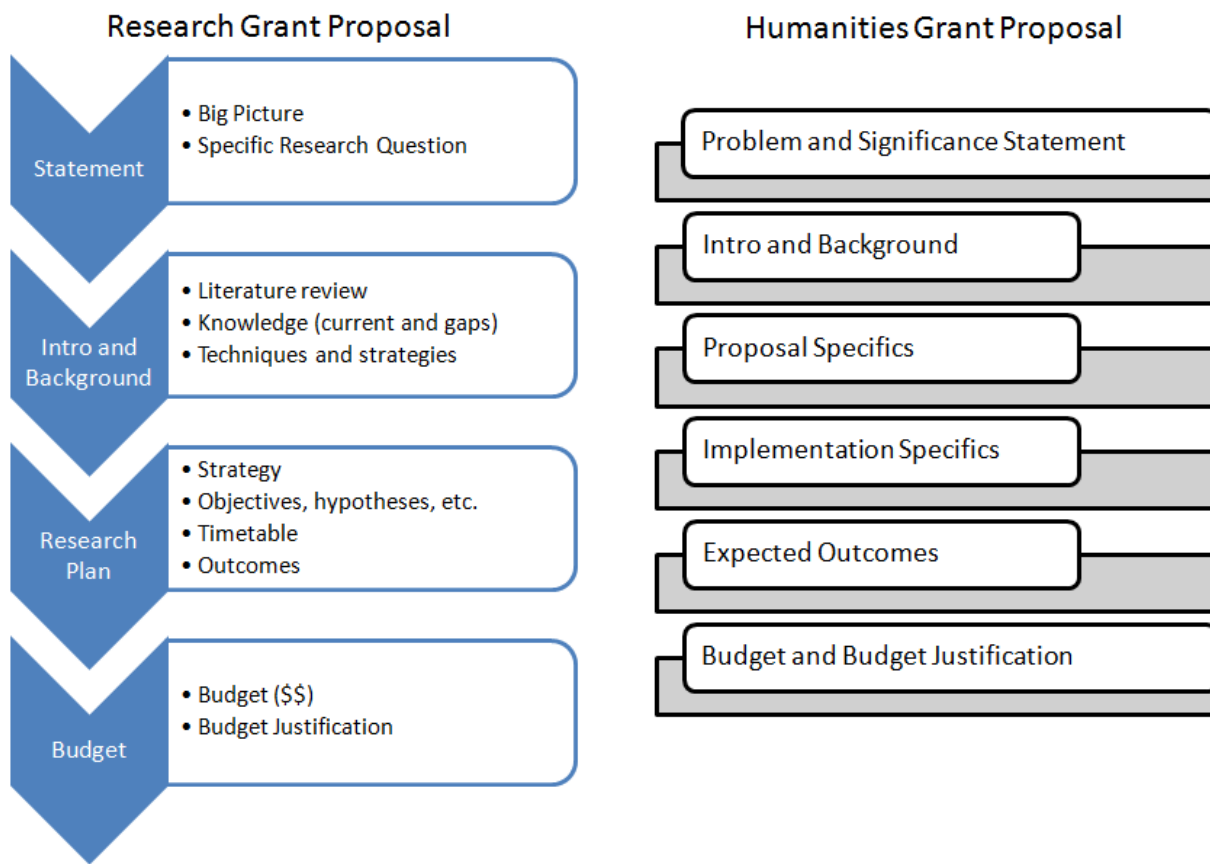 Research Grant Proposal
Statement
• Big Picture
• Specific Research Question
Intro and
Background
• Literature review
• Knowledge (current and gaps)
• Techniques and strategies
Research
Plan
• Strategy
• Objectives, hypotheses, etc.
• Timetable
• Outcomes
Budget
• Budget ($$)
• Budget Justification
Humanities Grant Proposal
Problem and Significance Statement
Intro and Background
Proposal Specifics
Implementation Specifics
Expected Outcomes
Budget and Budget Justification